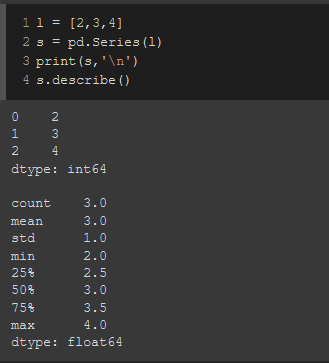 1 l = [2,3,4]
2 s = pd.Series(l)
3 print(s,'\n')
4 s.describe()
0    2
1    3
2    4
dtype: int64
count    3.0
mean     3.0
std      1.0
min      2.0
25%      2.5
50%      3.0
75%      3.5
max      4.0
dtype: float64